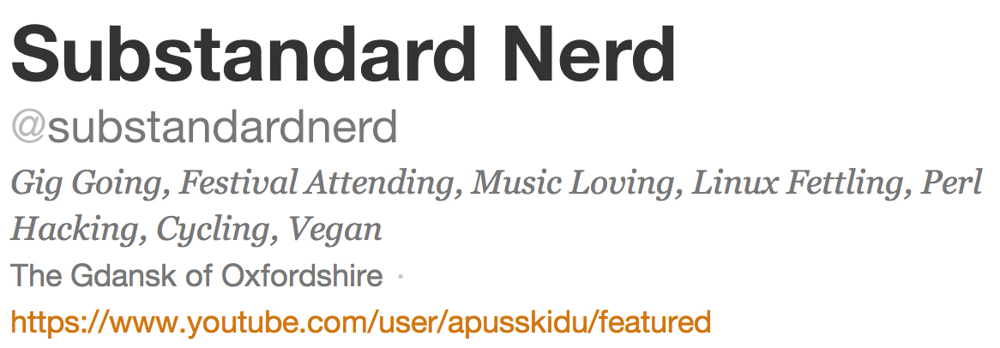 Substandard Nerd
@substandardnerd
Gig Going, Festival Attending, Music Loving, Linux Fettling, Perl
Hacking, Cycling, Vegan
The Gdansk of Oxfordshire ·
https://www.youtube.com/user/apusskidu/featured